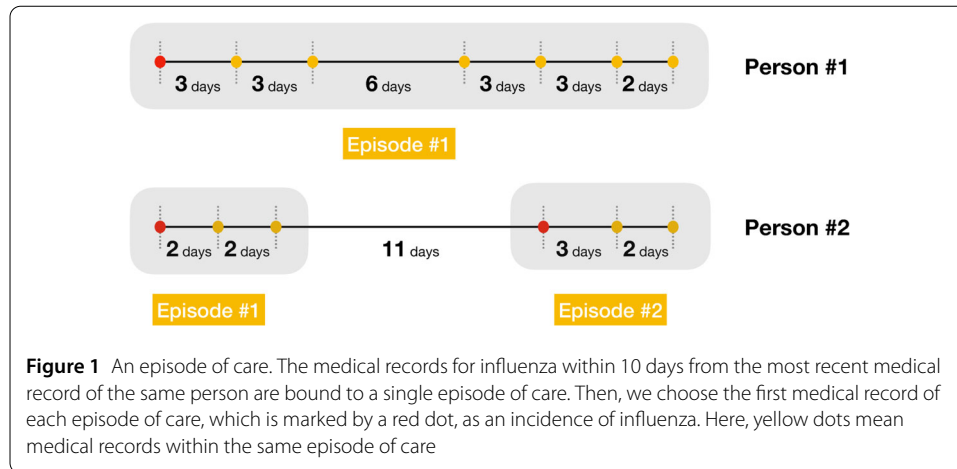 3 days 3 days 6 days 3 days 3 days 2 days
Person #1
Episode #1
2 days 2 days 11 days 3 days 2 days
Person #2
Episode #1 Episode #2
Figure 1 An episode of care. The medical records for influenza within 10 days from the most recent medical
record of the same person are bound to a single episode of care. Then, we choose the first medical record of
each episode of care, which is marked by a red dot, as an incidence of influenza. Here, yellow dots mean
medical records within the same episode of care